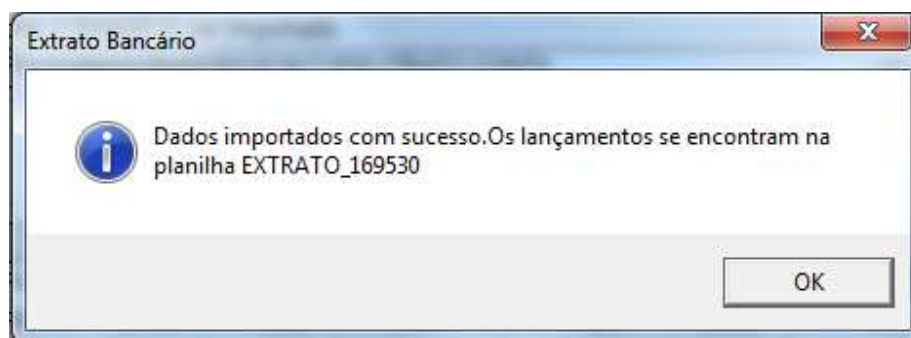 Extrato Bancário
Dados importados com sucesso.Os lançamentos se encontram na
planilha EXTRATO_169530
OK